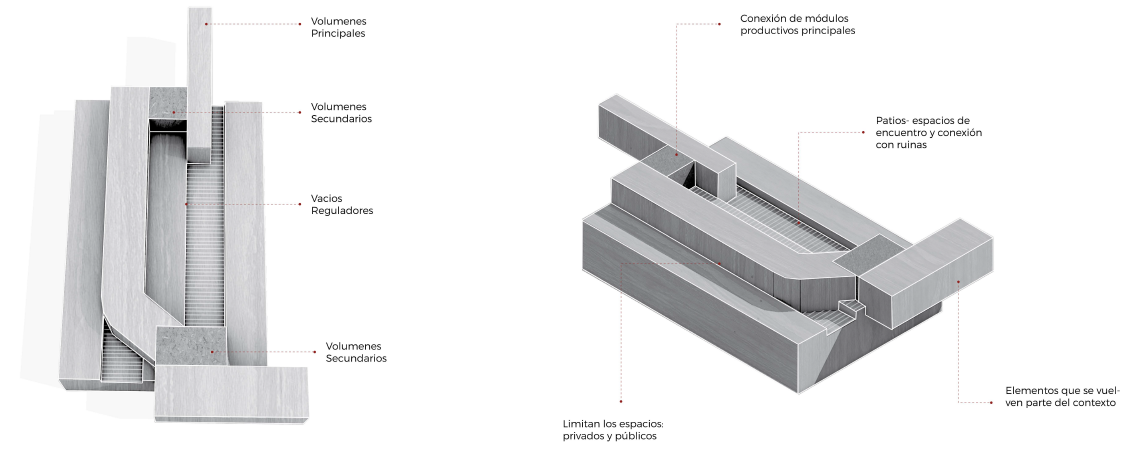 Volumenes
Principales
Volumenes
Secundarios
Vacios
Reguladores
Volumenes
Secundarios
Conexión de módulos
productivos principales
Patios- espacios de
encuentro y conexión
con ruinas
Elementos que se vuel-
ven parte del contexto
Limitan los espacios:
privados y públicos